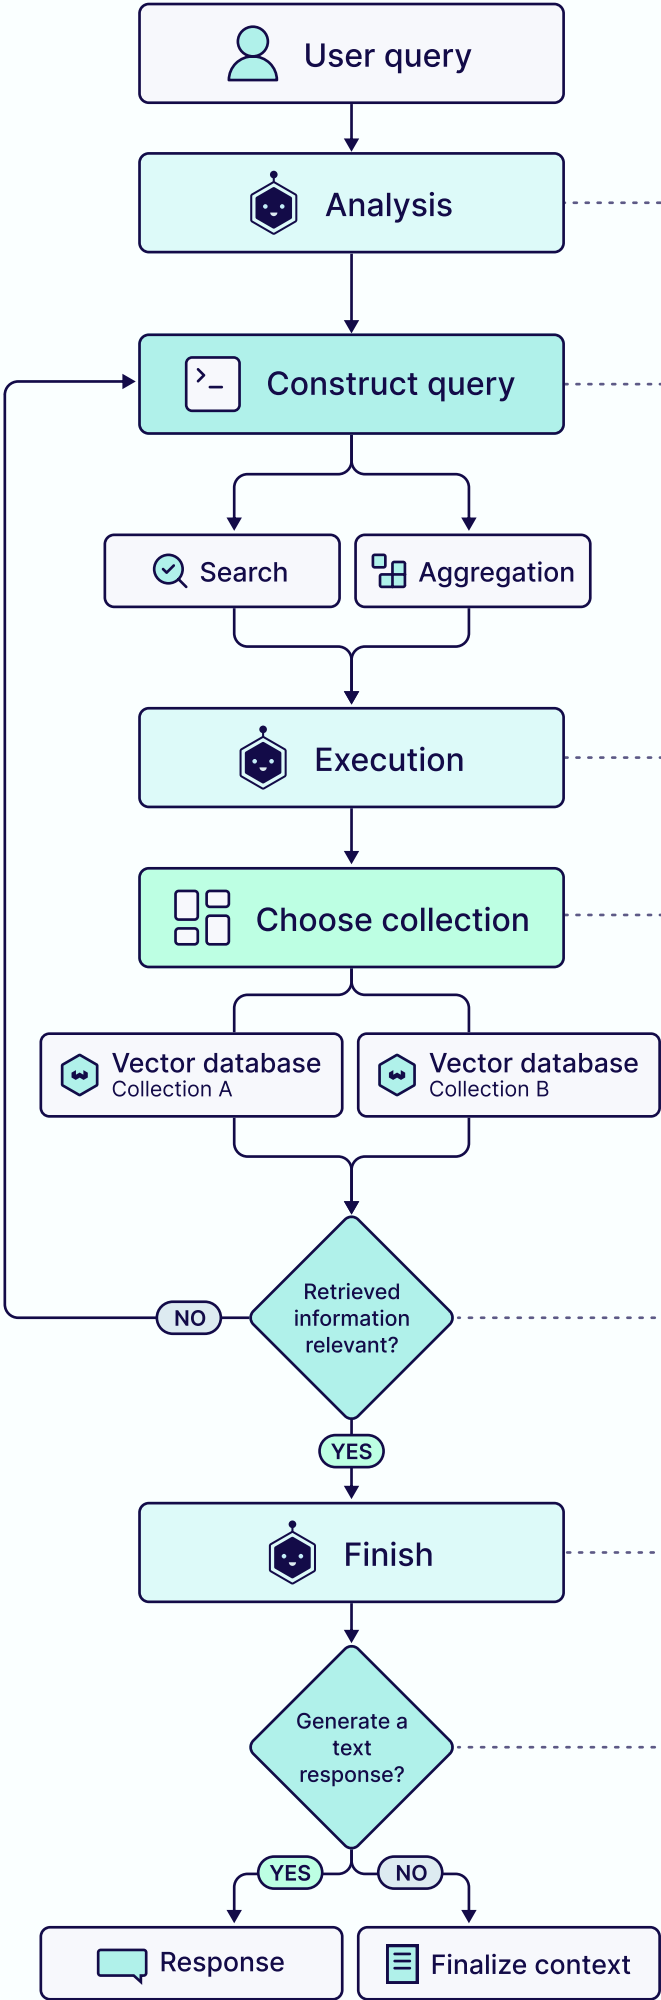 User query
Analysis
Construct query
Search
Aggregation
Execution
Choose collection
Vector database
Collection A
Vector database
Collection B
Retrieved
information
relevant?
NO
YES
Finish
Generate a
text
response?
YES
NO
Response
Finalize context